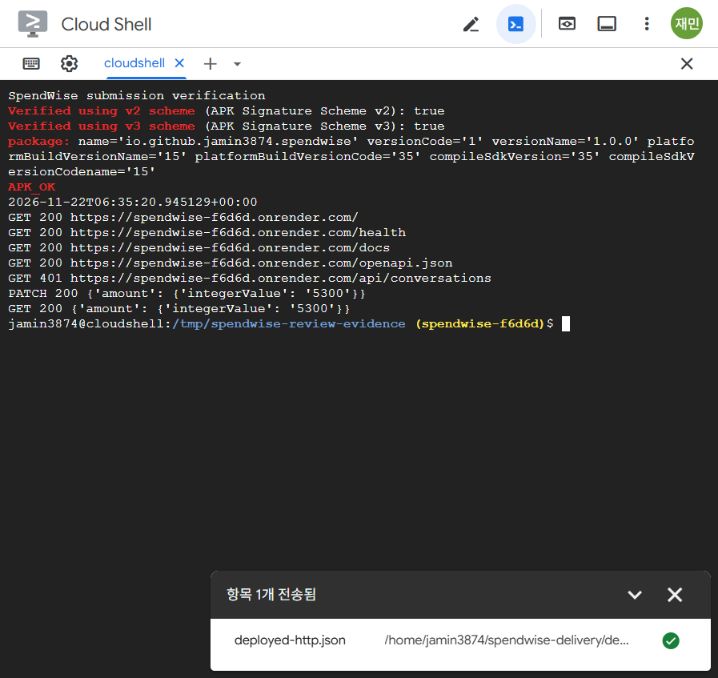 Cloud Shell
재민
cloudshell
SpendWise submission verification
Verified using v2 scheme (APK Signature Scheme v2): true
Verified using v3 scheme (APK Signature Scheme v3): true
package: name='io.github.jamin3874.spendwise' versionCode='1' versionName='1.0.0' platfo
rmBuildVersionName='15' platformBuildVersionCode='35' compileSdkVersion='35' compileSdkV
ersionCodename='15'
APK_OK
2026-11-22T06:35:20.945129+00:00
GET 200 https://spendwise-f6d6d.onrender.com/
GET 200 https://spendwise-f6d6d.onrender.com/health
GET 200 https://spendwise-f6d6d.onrender.com/docs
GET 200 https://spendwise-f6d6d.onrender.com/openapi.json
GET 401 https://spendwise-f6d6d.onrender.com/api/conversations
PATCH 200 {'amount': {'integerValue': '5300'}}
GET 200 {'amount': {'integerValue': '5300'}}
jamin3874@cloudshell:/tmp/spendwise-review-evidence (spendwise-f6d6d)$
항목 1개 전송됨
deployed-http.json /home/jamin3874/spendwise-delivery/de...